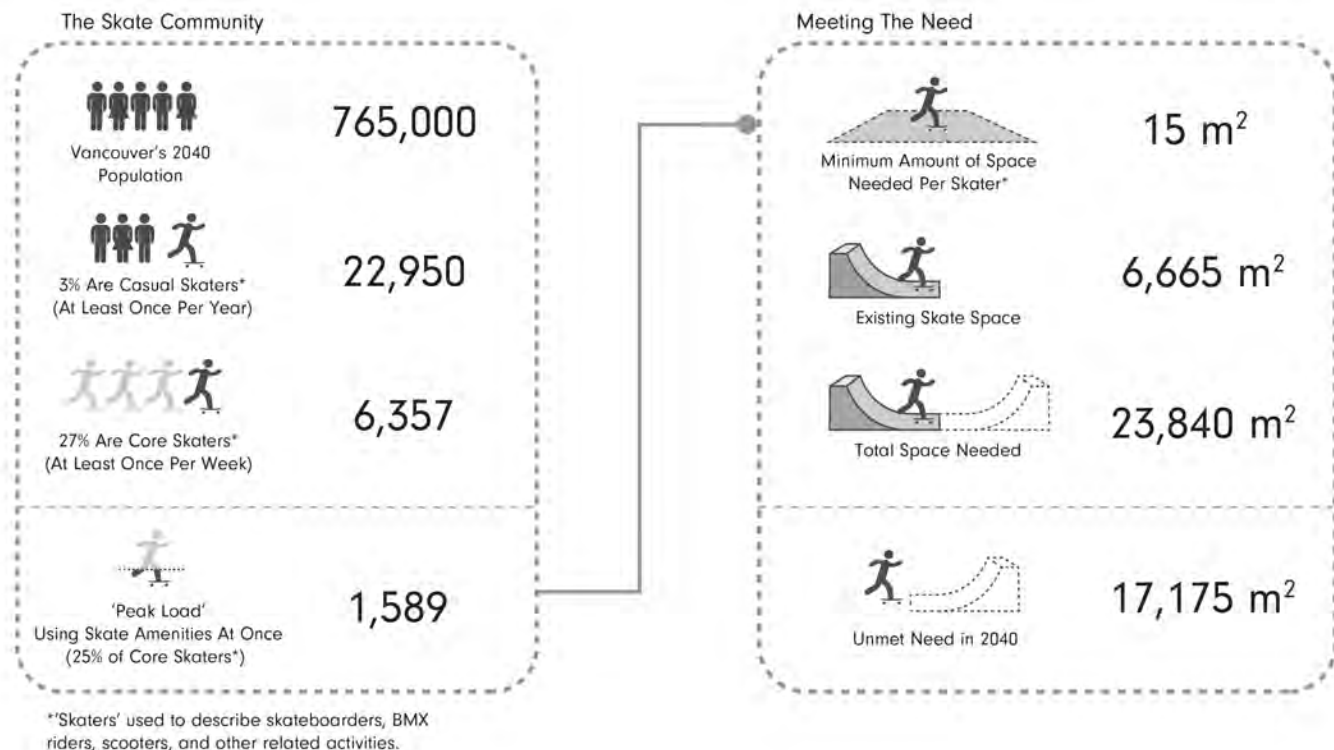 The Skate Community
Vancouver's 2040
Population
765,000
3% Are Casual Skaters*
(At Least Once Per Year)
22,950
27% Are Core Skaters*
(At Least Once Per Week)
6,357
'Peak Load'
Using Skate Amenities At Once
(25% of Core Skaters*)
1,589
*'Skaters' used to describe skateboarders, BMX
riders, scooters, and other related activities.
Meeting The Need
Minimum Amount of Space
Needed Per Skater*
15 m²
Existing Skate Space
6,665 m²
Total Space Needed
23,840 m²
Unmet Need in 2040
17,175 m²